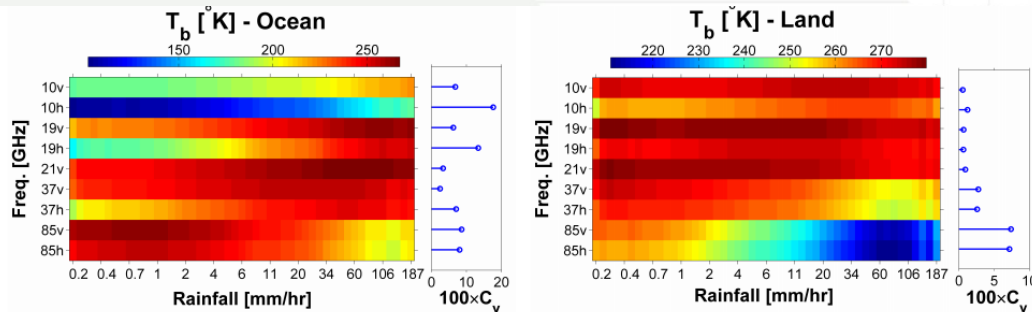 T_b [°K] - Ocean
150 200 250
Freq. [GHz]
10v
10h
19v
19h
21v
37v
37h
85v
85h
0.2 0.4 0.7 1 2 4 6 11 20 34 60 106 187
Rainfall [mm/hr]
0 10 20
100×C_v
T_b [°K] - Land
220 230 240 250 260 270
Freq. [GHz]
10v
10h
19v
19h
21v
37v
37h
85v
85h
0.2 0.4 0.7 1 2 4 6 11 20 34 60 106 187
Rainfall [mm/hr]
0 5 10
100×C_v